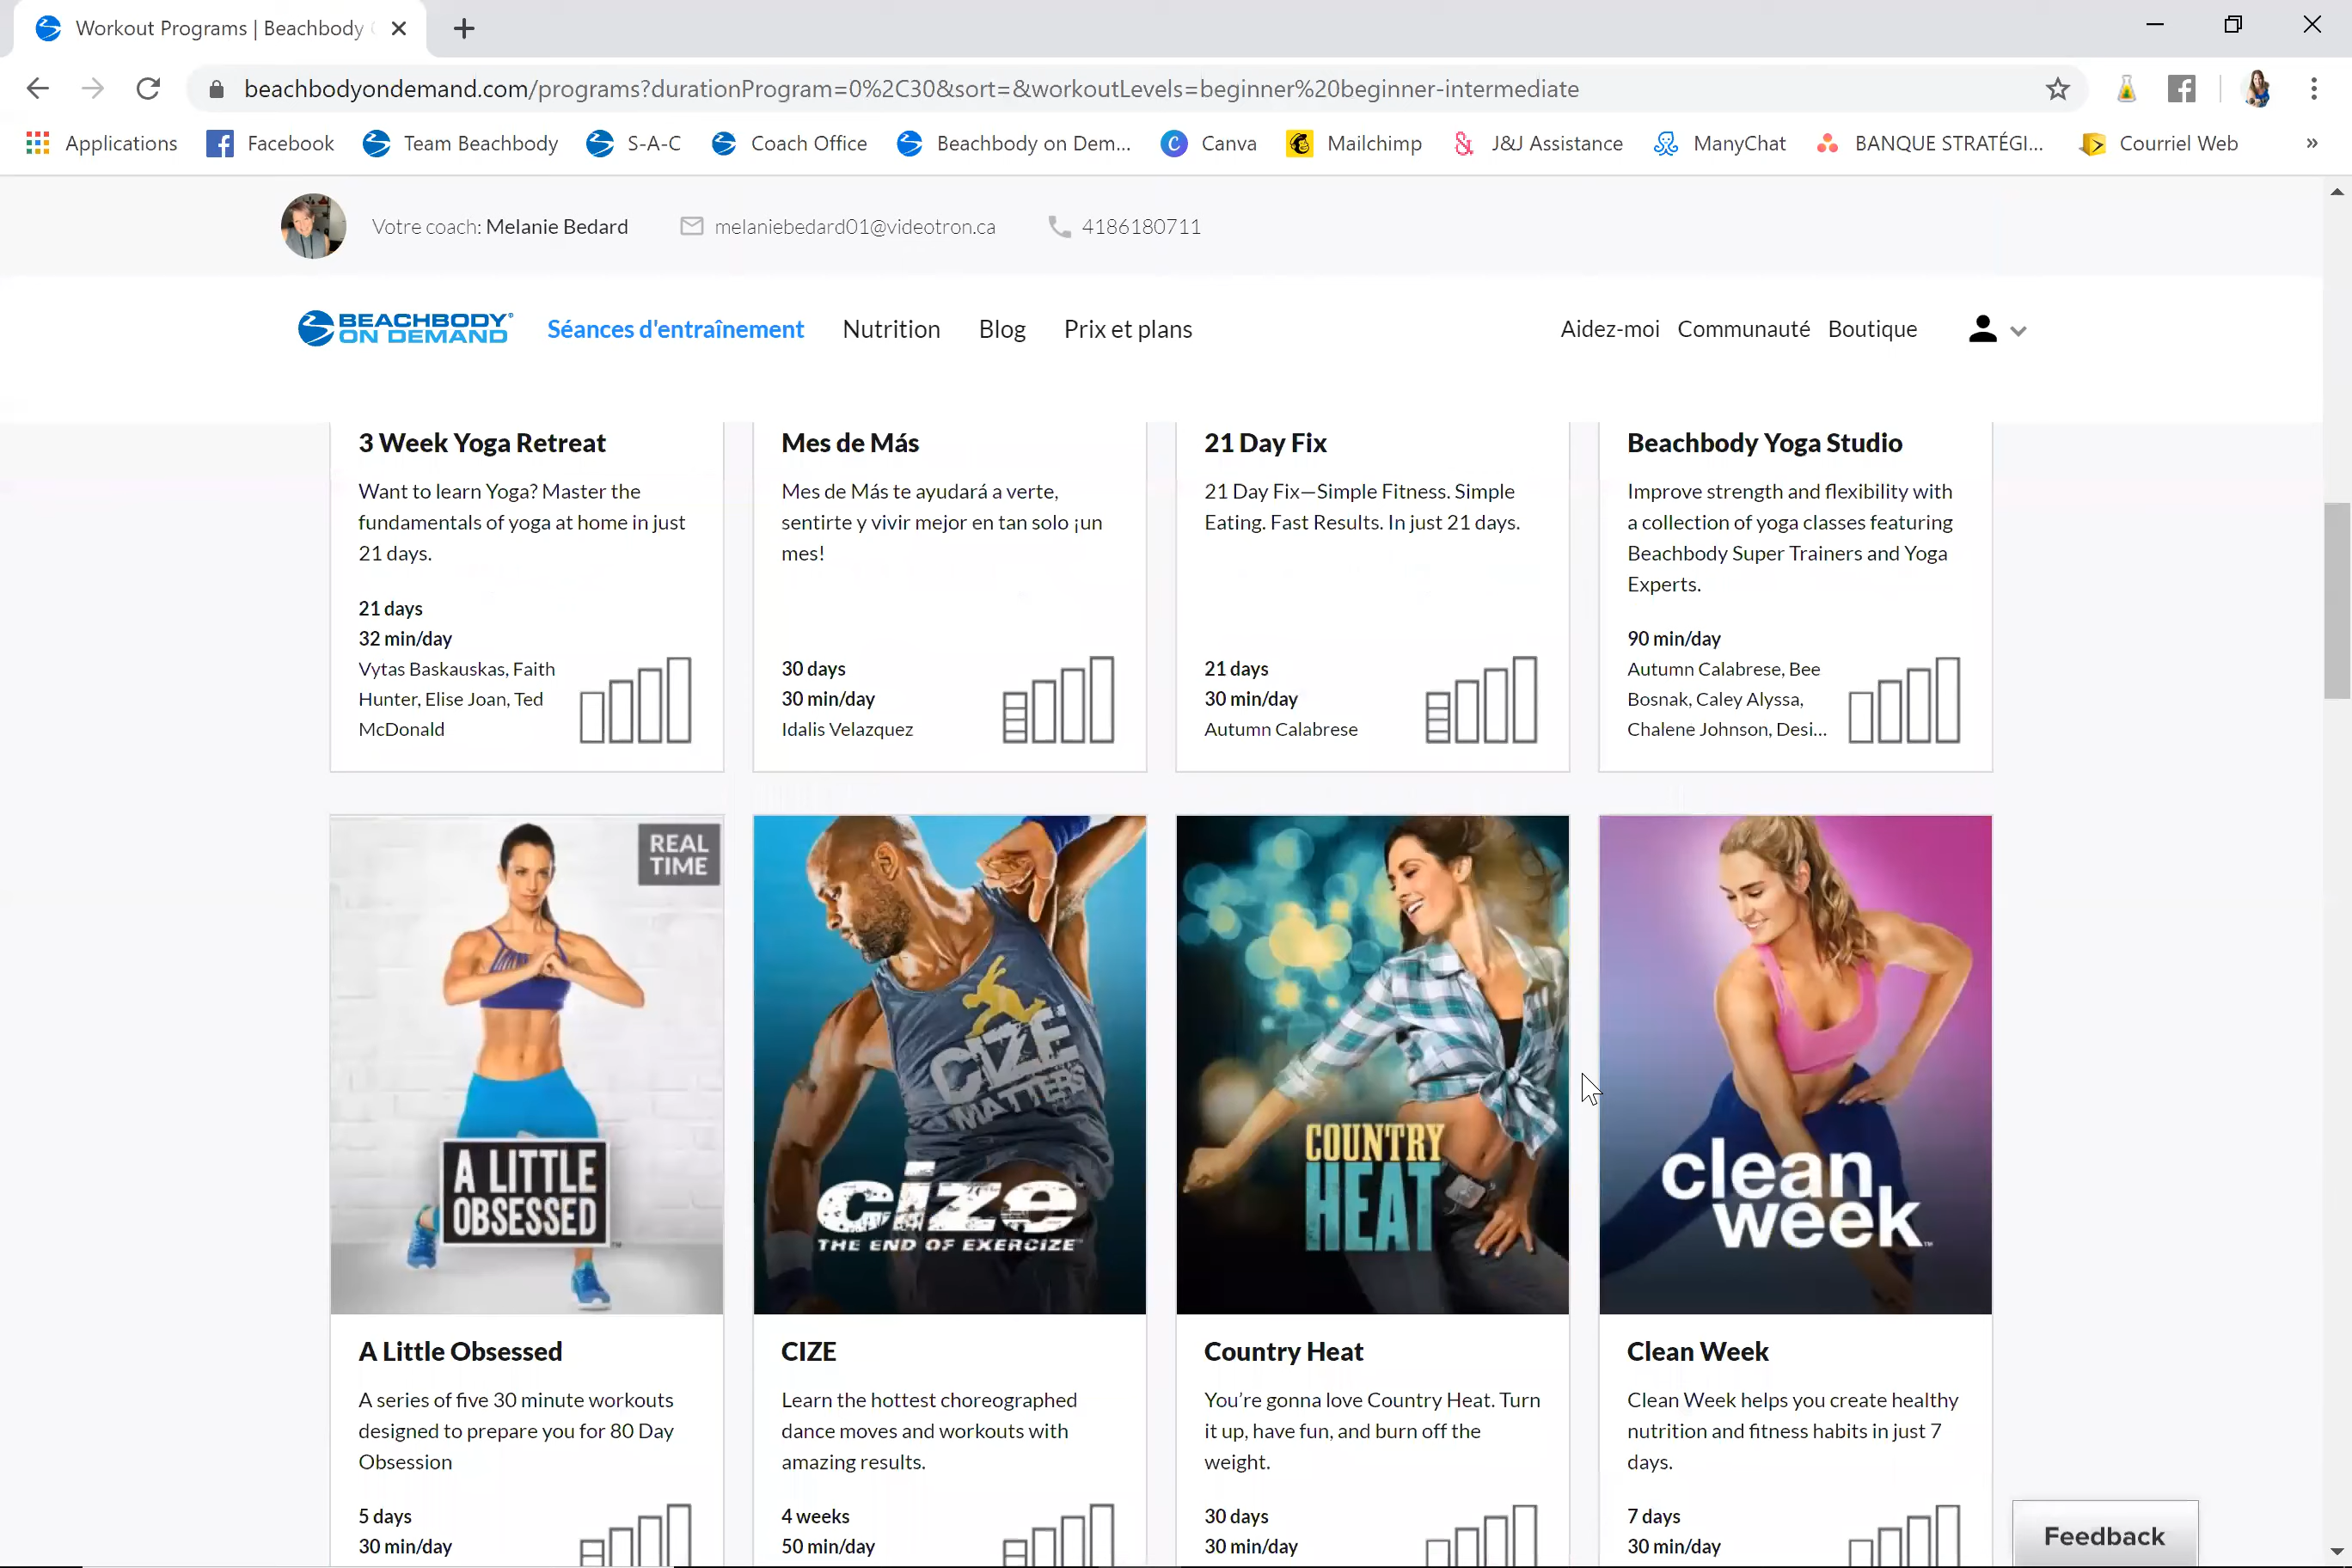 Workout Programs | Beachbody
beachbodyondemand.com/programs?durationProgram=0%2C30&sort=&workoutLevels=beginner%20beginner-intermediate
Applications Facebook Team Beachbody S-A-C Coach Office Beachbody on Dem... Canva Mailchimp J&J Assistance ManyChat BANQUE STRATÉGI... Courriel Web »
Votre coach: Melanie Bedard melaniebedard01@videotron.ca 4186180711
BEACHBODY®
ON DEMAND
Séances d'entraînement Nutrition Blog Prix et plans Aidez-moi Communauté Boutique
3 Week Yoga Retreat
Want to learn Yoga? Master the
fundamentals of yoga at home in just
21 days.
21 days
32 min/day
Vytas Baskauskas, Faith
Hunter, Elise Joan, Ted
McDonald
Mes de Más
Mes de Más te ayudará a verte,
sentirte y vivir mejor en tan solo ¡un
mes!
30 days
30 min/day
Idalis Velazquez
21 Day Fix
21 Day Fix—Simple Fitness. Simple
Eating. Fast Results. In just 21 days.
21 days
30 min/day
Autumn Calabrese
Beachbody Yoga Studio
Improve strength and flexibility with
a collection of yoga classes featuring
Beachbody Super Trainers and Yoga
Experts.
90 min/day
Autumn Calabrese, Bee
Bosnak, Caley Alyssa,
Chalene Johnson, Desi...
REAL
TIME
A LITTLE
OBSESSED™
A Little Obsessed
A series of five 30 minute workouts
designed to prepare you for 80 Day
Obsession
5 days
30 min/day
CIZE
MATTERS
cize
THE END OF EXERCIZE™
CIZE
Learn the hottest choreographed
dance moves and workouts with
amazing results.
4 weeks
50 min/day
COUNTRY
HEAT
Country Heat
You’re gonna love Country Heat. Turn
it up, have fun, and burn off the
weight.
30 days
30 min/day
clean
week™
Clean Week
Clean Week helps you create healthy
nutrition and fitness habits in just 7
days.
7 days
30 min/day
Feedback